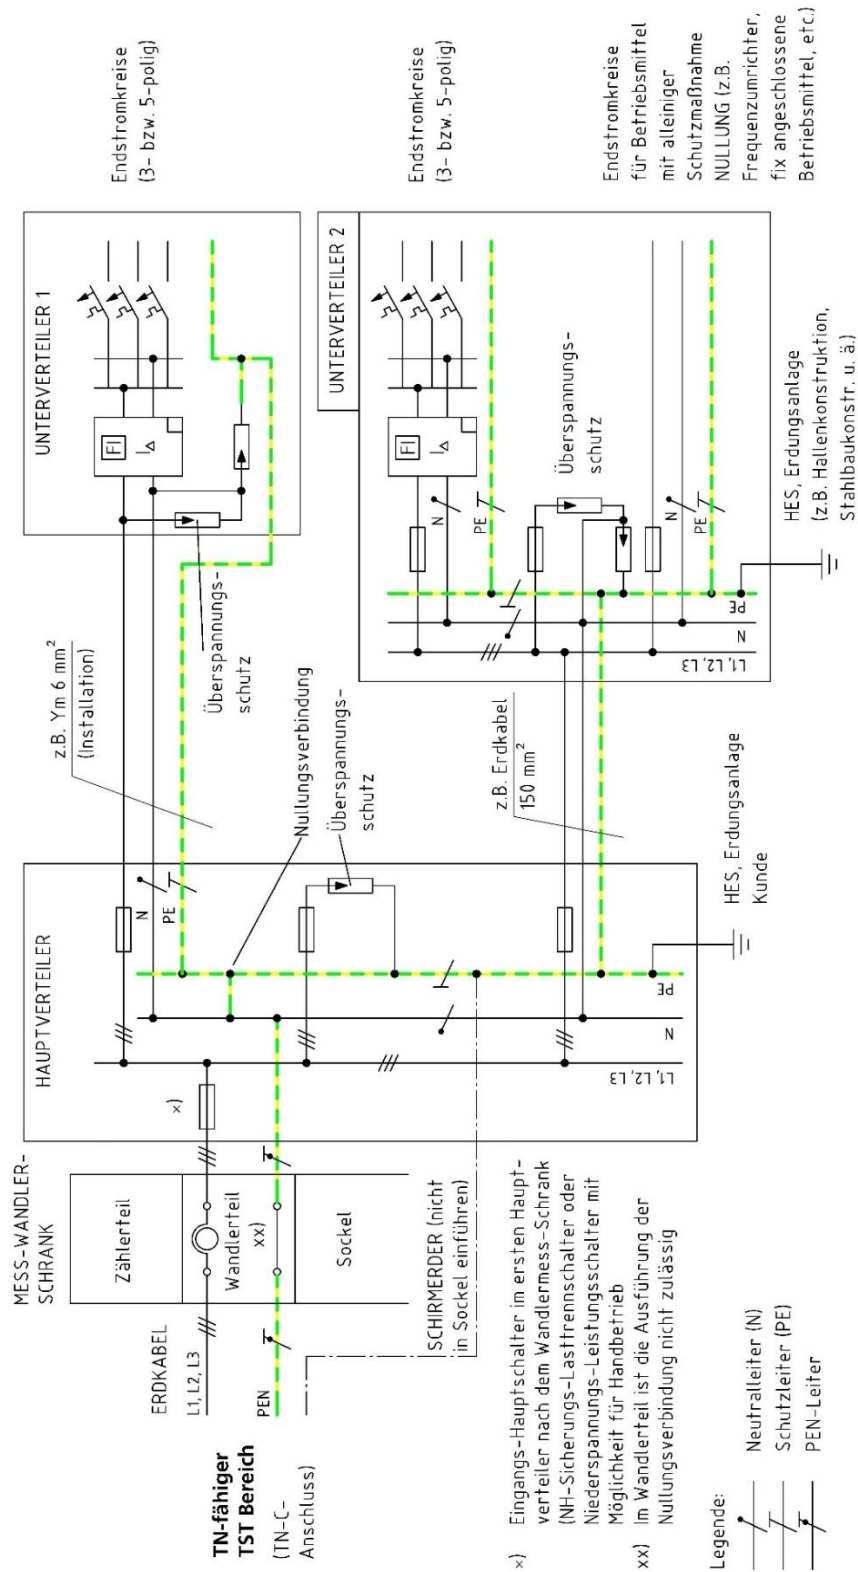 MESS-WANDLER-
SCHRANK
Zählerteil
Wandlerteil
xx)
Sockel
ERDKABEL
L1, L2, L3
PEN
TN-fähiger
TST Bereich
(TN-C-
Anschluss)
SCHIRMERDER (nicht
in Sockel einführen)
HAUPTVERTEILER
x)
N
PE
L1, L2, L3
N
PE
Nullungsverbindung
Überspannungs-
schutz
HES, Erdungsanlage
Kunde
z.B. Ym 6 mm²
(Installation)
z.B. Erdkabel
150 mm²
UNTERVERTEILER 1
FI
I∆
Überspannungs-
schutz
Endstromkreise
(3- bzw. 5-polig)
UNTERVERTEILER 2
FI
I∆
N
PE
Überspannungs-
schutz
N
PE
L1, L2, L3
N
PE
HES, Erdungsanlage
(z.B. Hallenkonstruktion,
Stahlbaukonstr. u. ä.)
Endstromkreise
(3- bzw. 5-polig)
Endstromkreise
für Betriebsmittel
mit alleiniger
Schutzmaßnahme
NULLUNG (z.B.
Frequenzumrichter,
fix angeschlossene
Betriebsmittel, etc.)
x) Eingangs-Hauptschalter im ersten Haupt-
verteiler nach dem Wandlermess-Schrank
(NH-Sicherungs-Lasttrennschalter oder
Niederspannungs-Leistungsschalter mit
Möglichkeit für Handbetrieb
xx) Im Wandlerteil ist die Ausführung der
Nullungsverbindung nicht zulässig
Legende:
Neutralleiter (N)
Schutzleiter (PE)
PEN-Leiter